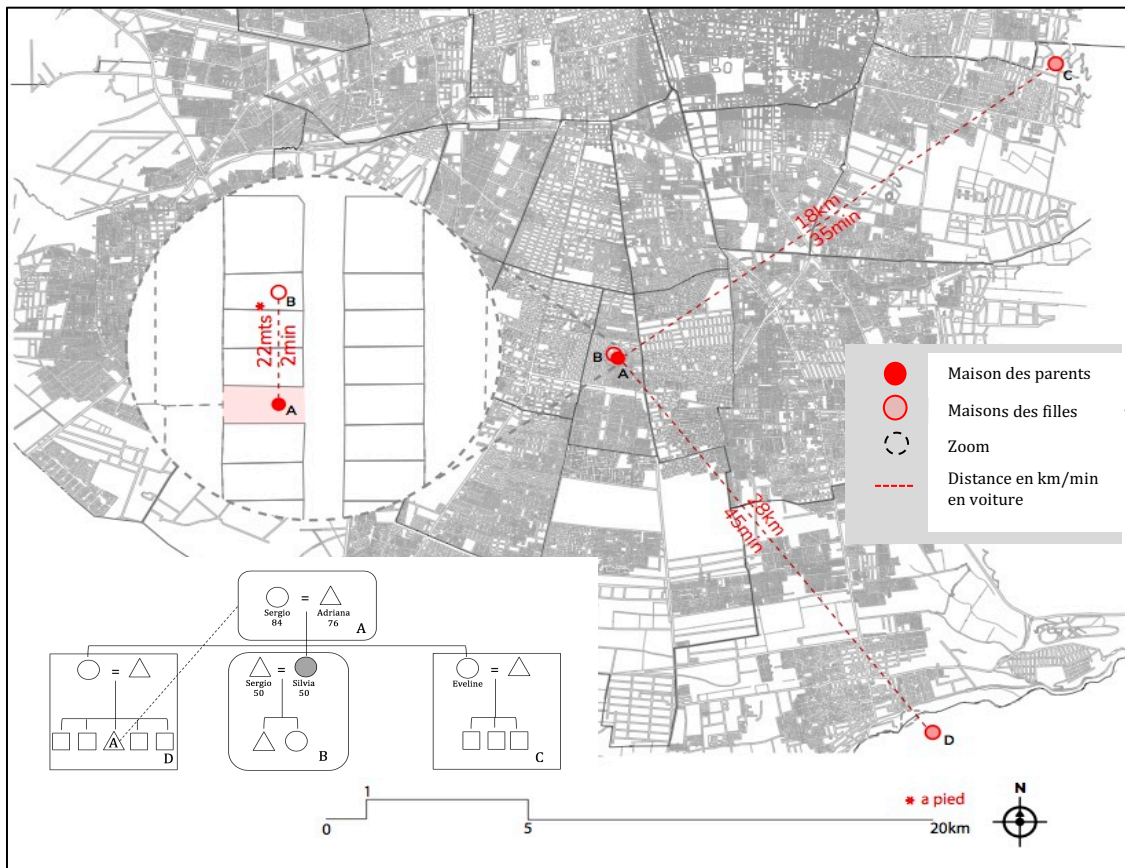 C
18km
35min
B
22mts*
2min
A
B
A
Maison des parents
Maisons des filles
Zoom
Distance en km/min
en voiture
28km
45min
D
Sergio
84
=
Adriana
76
A
=
A
D
Sergio
50
=
Silvia
50
B
Eveline
=
C
* a pied
N
0
1
5
20km